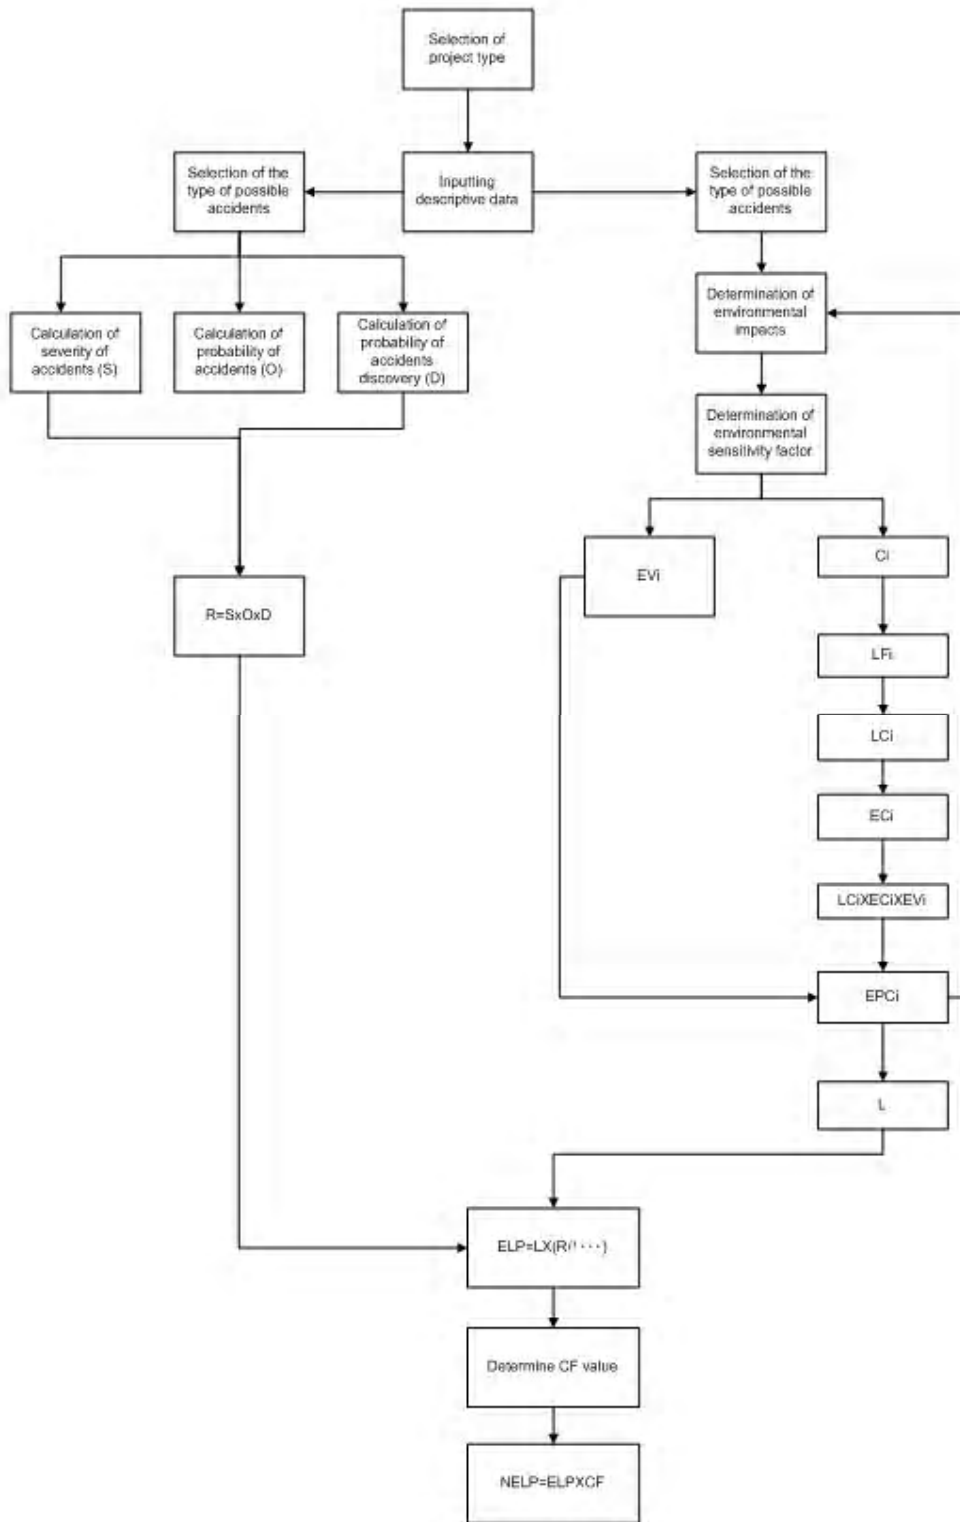 Selection of
project type
Selection of the
type of possible
accidents
Inputting
descriptive data
Selection of the
type of possible
accidents
Determination of
environmental
impacts
Calculation of
severity of
accidents (S)
Calculation of
probability of
accidents (O)
Calculation of
probability of
accidents
discovery (D)
Determination of
environmental
sensitivity factor
EVi
Ci
R=SxOxD
LFi
LCi
ECi
LCiXECiXEVi
EPCi
L
ELP=LX(R/۱۰۰۰)
Determine CF value
NELP=ELPXCF